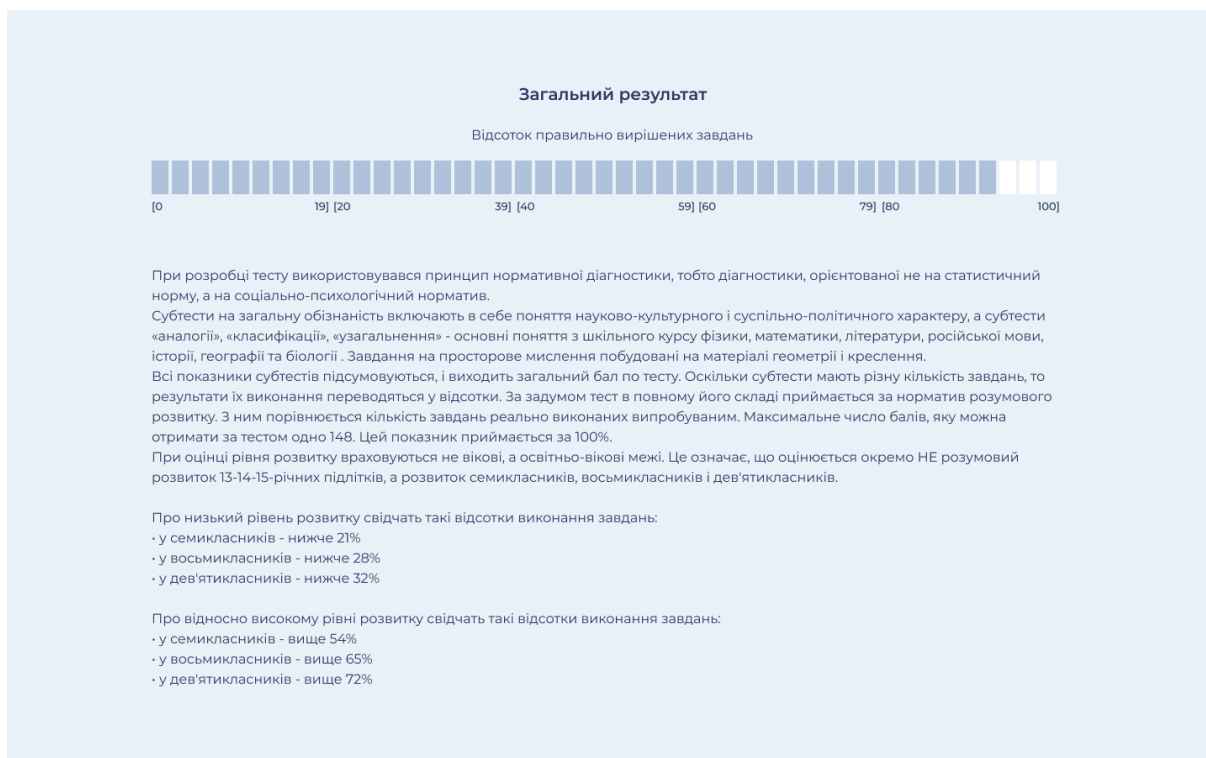 Загальний результат
Відсоток правильно вирішених завдань
[0 19] [20 39] [40 59] [60 79] [80 100]
При розробці тесту використовувався принцип нормативної діагностики, тобто діагностики, орієнтованої не на статистичний
норму, а на соціально-психологічний норматив.
Субтести на загальну обізнаність включають в себе поняття науково-культурного і суспільно-політичного характеру, а субтести
«аналогії», «класифікації», «узагальнення» - основні поняття з шкільного курсу фізики, математики, літератури, російської мови,
історії, географії та біології . Завдання на просторове мислення побудовані на матеріалі геометрії і креслення.
Всі показники субтестів підсумовуються, і виходить загальний бал по тесту. Оскільки субтести мають різну кількість завдань, то
результати їх виконання переводяться у відсотки. За задумом тест в повному його складі приймається за норматив розумового
розвитку. З ним порівнюється кількість завдань реально виконаних випробуваним. Максимальне число балів, яку можна
отримати за тестом одно 148. Цей показник приймається за 100%.
При оцінці рівня розвитку враховуються не вікові, а освітньо-вікові межі. Це означає, що оцінюється окремо НЕ розумовий
розвиток 13-14-15-річних підлітків, а розвиток семикласників, восьмикласників і дев'ятикласників.
Про низький рівень розвитку свідчать такі відсотки виконання завдань:
• у семикласників - нижче 21%
• у восьмикласників - нижче 28%
• у дев'ятикласників - нижче 32%
Про відносно високому рівні розвитку свідчать такі відсотки виконання завдань:
• у семикласників - вище 54%
• у восьмикласників - вище 65%
• у дев'ятикласників - вище 72%